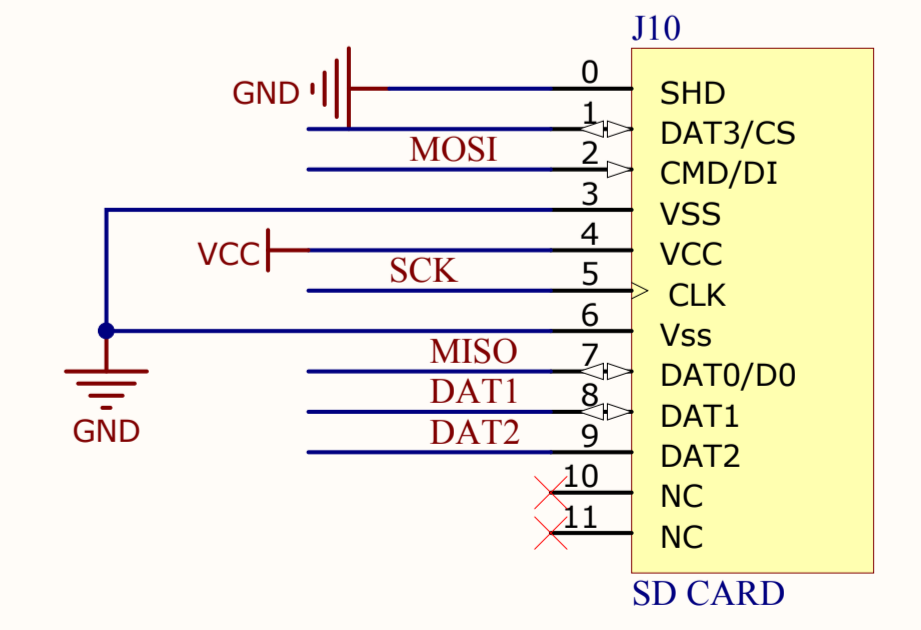 J10
GND 0 SHD
1 DAT3/CS
MOSI 2 CMD/DI
3 VSS
VCC 4 VCC
SCK 5 CLK
6 Vss
MISO 7 DAT0/D0
DAT1 8 DAT1
GND DAT2 9 DAT2
10 NC
11 NC
SD CARD